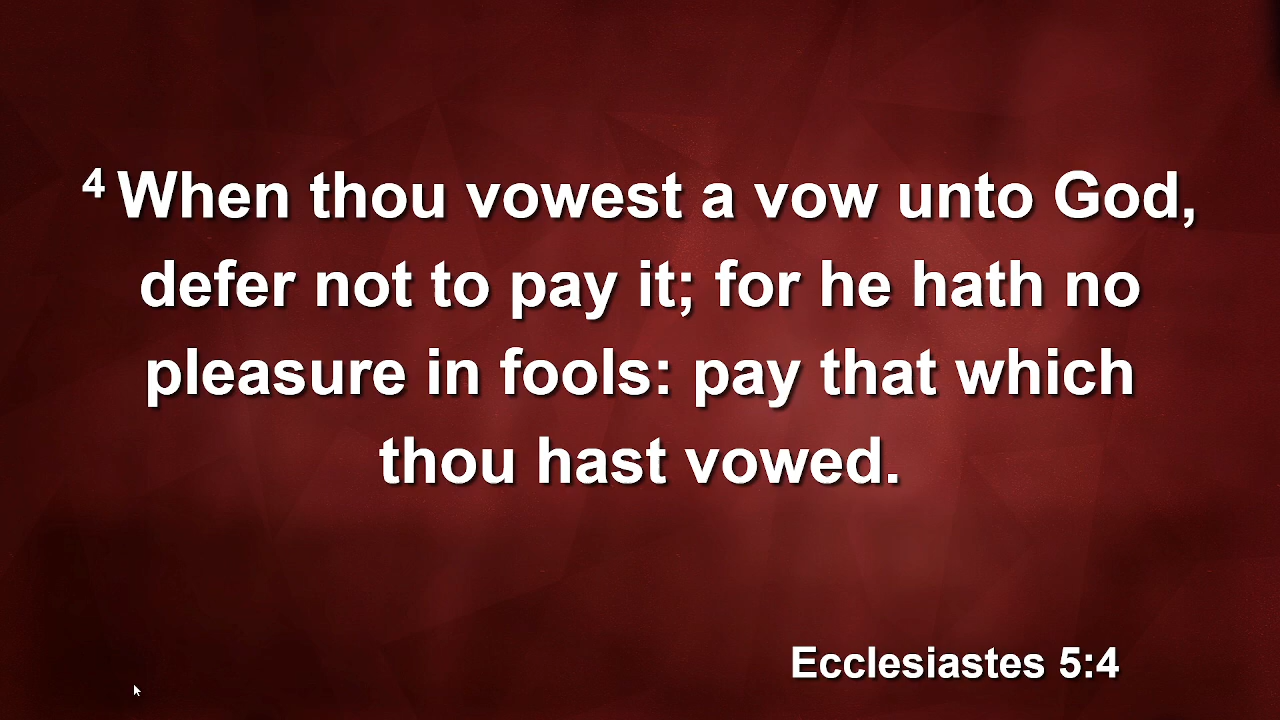 4 When thou vowest a vow unto God,
defer not to pay it; for he hath no
pleasure in fools: pay that which
thou hast vowed.
Ecclesiastes 5:4